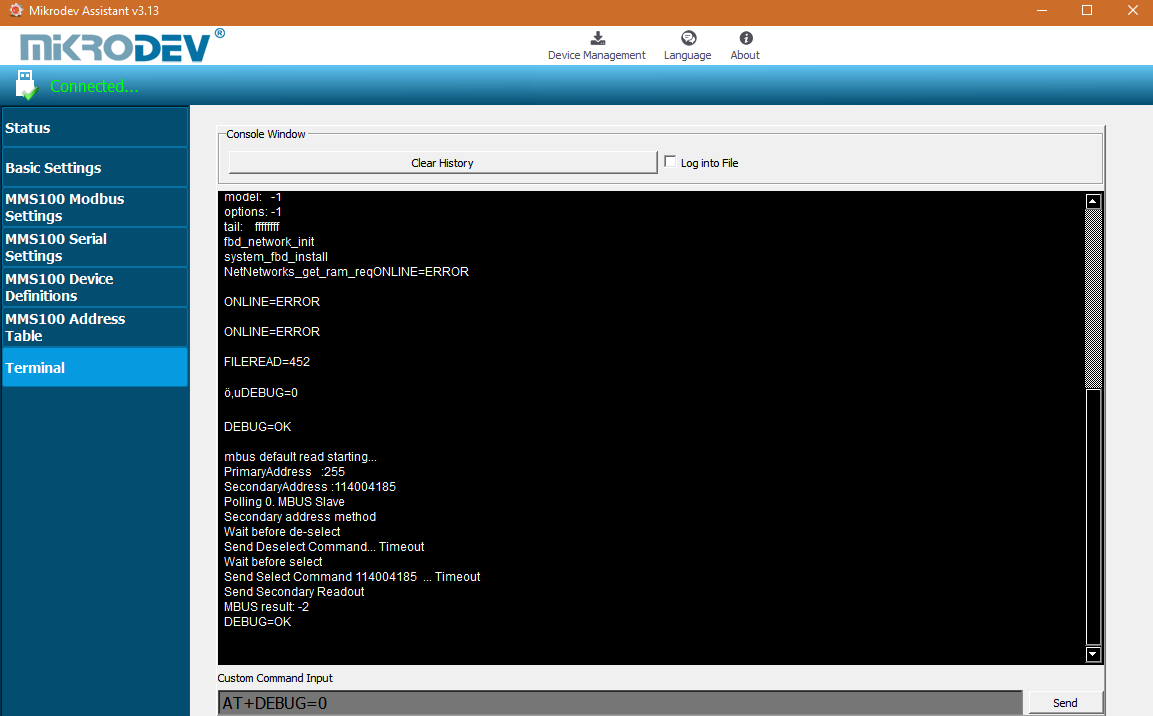 Mikrodev Assistant v3.13
MiKRODEV®
Device Management
Language
About
Connected...
Status
Basic Settings
MMS100 Modbus
Settings
MMS100 Serial
Settings
MMS100 Device
Definitions
MMS100 Address
Table
Terminal
Console Window
Clear History
Log into File
model: -1
options: -1
tail: ffffffff
fbd_network_init
system_fbd_install
NetNetworks_get_ram_reqONLINE=ERROR
ONLINE=ERROR
ONLINE=ERROR
FILEREAD=452
ö,uDEBUG=0
DEBUG=OK
mbus default read starting...
PrimaryAddress :255
SecondaryAddress :114004185
Polling 0. MBUS Slave
Secondary address method
Wait before de-select
Send Deselect Command... Timeout
Wait before select
Send Select Command 114004185 ... Timeout
Send Secondary Readout
MBUS result: -2
DEBUG=OK
Custom Command Input
AT+DEBUG=0
Send